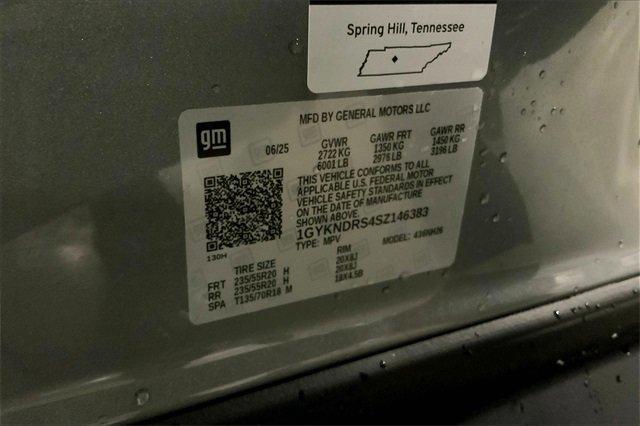 Spring Hill, Tennessee
MFD BY GENERAL MOTORS LLC
gm
06/25
GVWR GAWR FRT GAWR RR
2722 KG 1350 KG 1450 KG
6001 LB 2976 LB 3196 LB
THIS VEHICLE CONFORMS TO ALL
APPLICABLE U.S. FEDERAL MOTOR
VEHICLE SAFETY STANDARDS IN EFFECT
ON THE DATE OF MANUFACTURE
SHOWN ABOVE.
1GYKNDRS4SZ146383
TYPE: MPV MODEL: 436NH26
130H
TIRE SIZE RIM
FRT 235/55R20 H 20X8J
RR 235/55R20 H 20X8J
SPA T135/70R18 M 18X4.5B